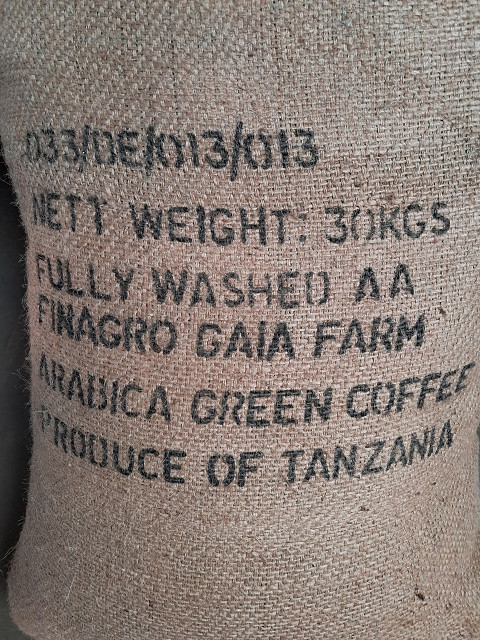 033/DE/013/013
NETT WEIGHT: 30KGS
FULLY WASHED AA
FINAGRO GAIA FARM
ARABICA GREEN COFFEE
PRODUCE OF TANZANIA